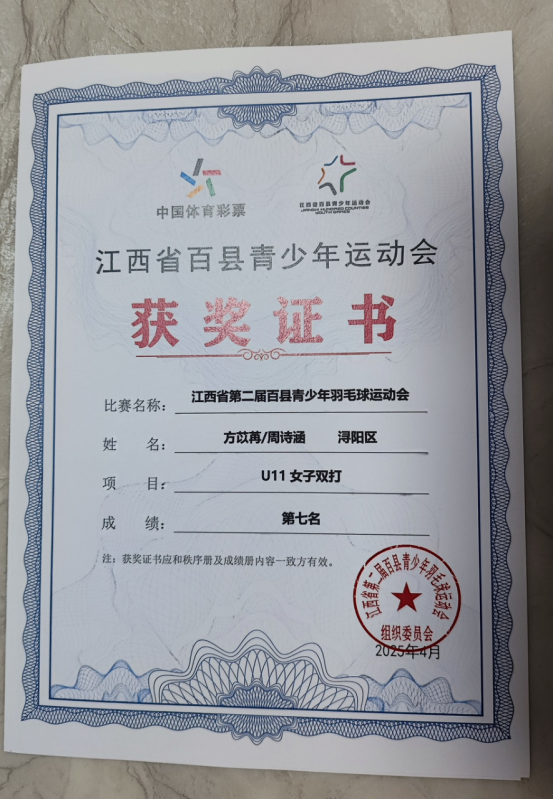 中国体育彩票
江西省百县青少年运动会
JIANGXI HUNDRED COUNTIES
YOUTH GAMES
江西省百县青少年运动会
获奖证书
比赛名称： 江西省第二届百县青少年羽毛球运动会
姓 名： 方苡苒/周诗涵 浔阳区
项 目： U11 女子双打
成 绩： 第七名
注：获奖证书应和秩序册及成绩册内容一致方有效。
江西省第二届百县青少年羽毛球运动会
组织委员会
2025年4月